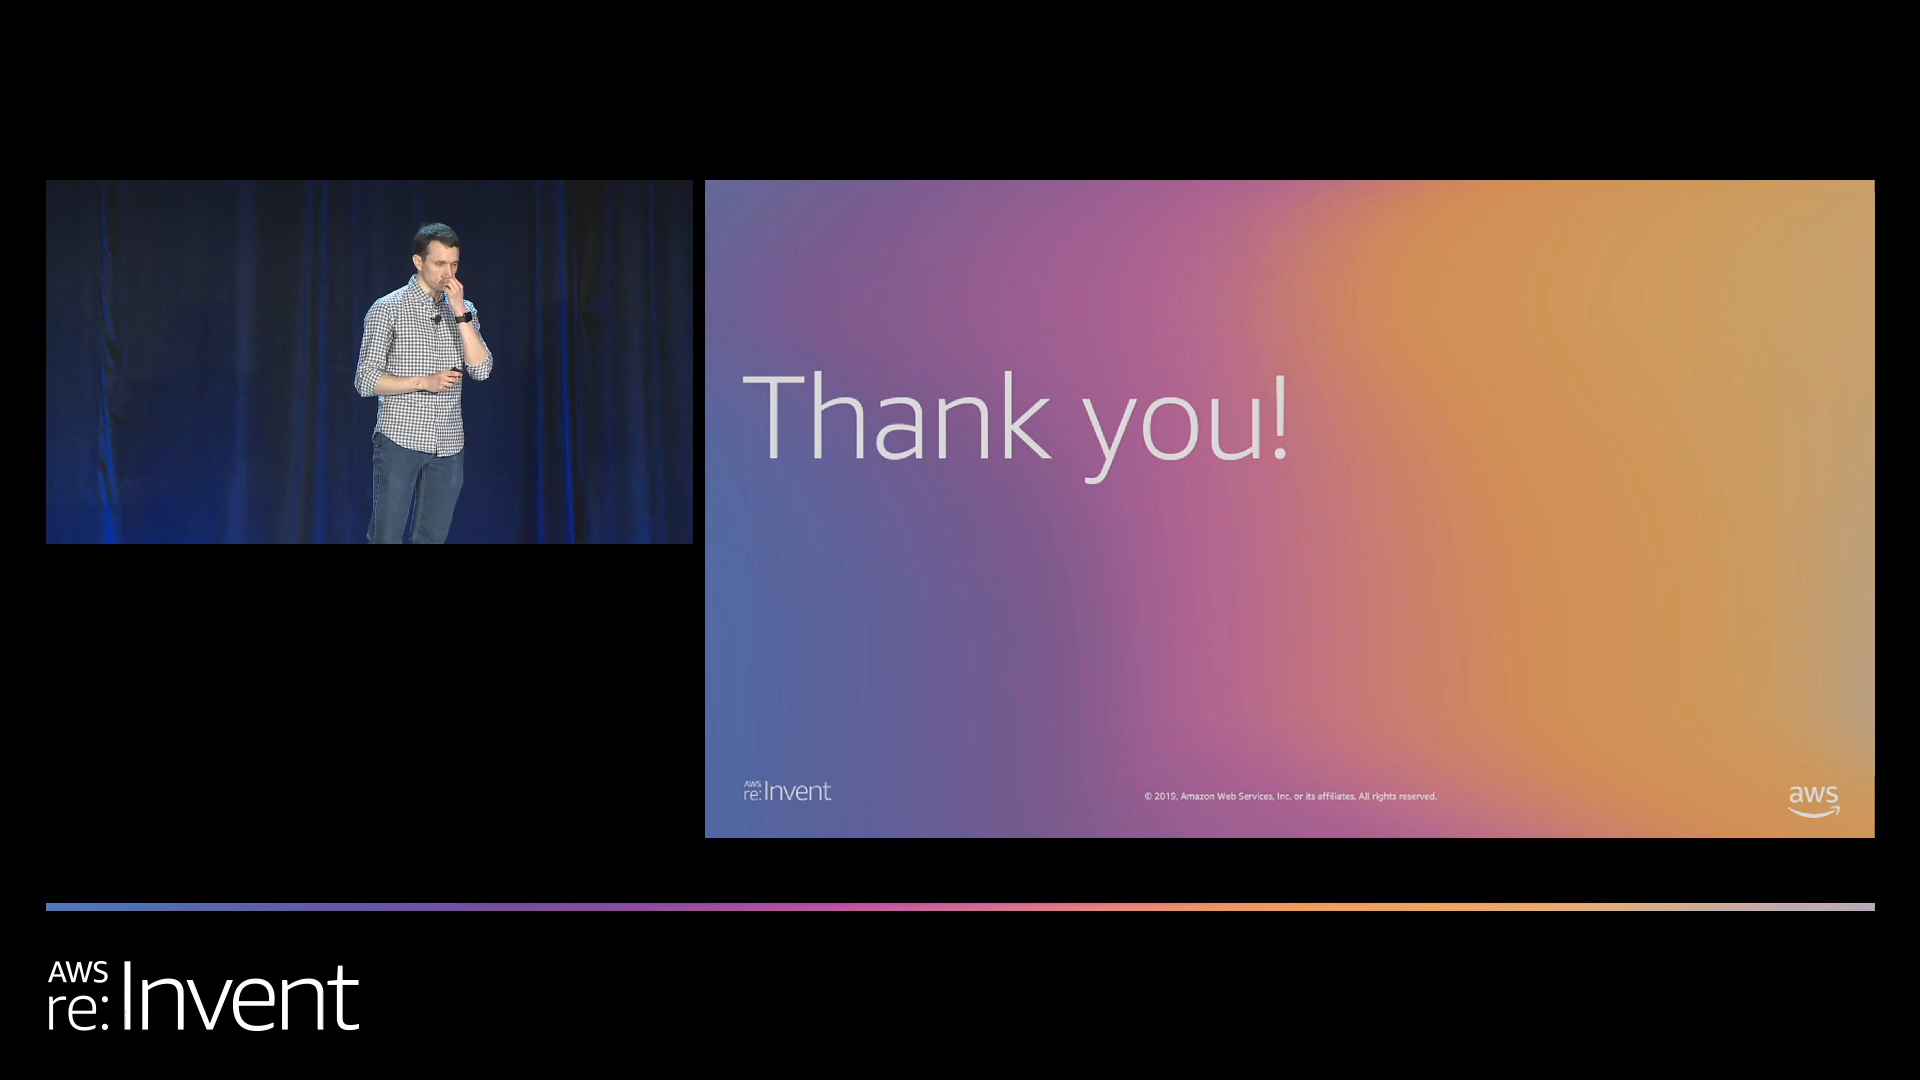 Thank you!
AWS
re:Invent
© 2019, Amazon Web Services, Inc. or its affiliates. All rights reserved.
aws
AWS
re:Invent